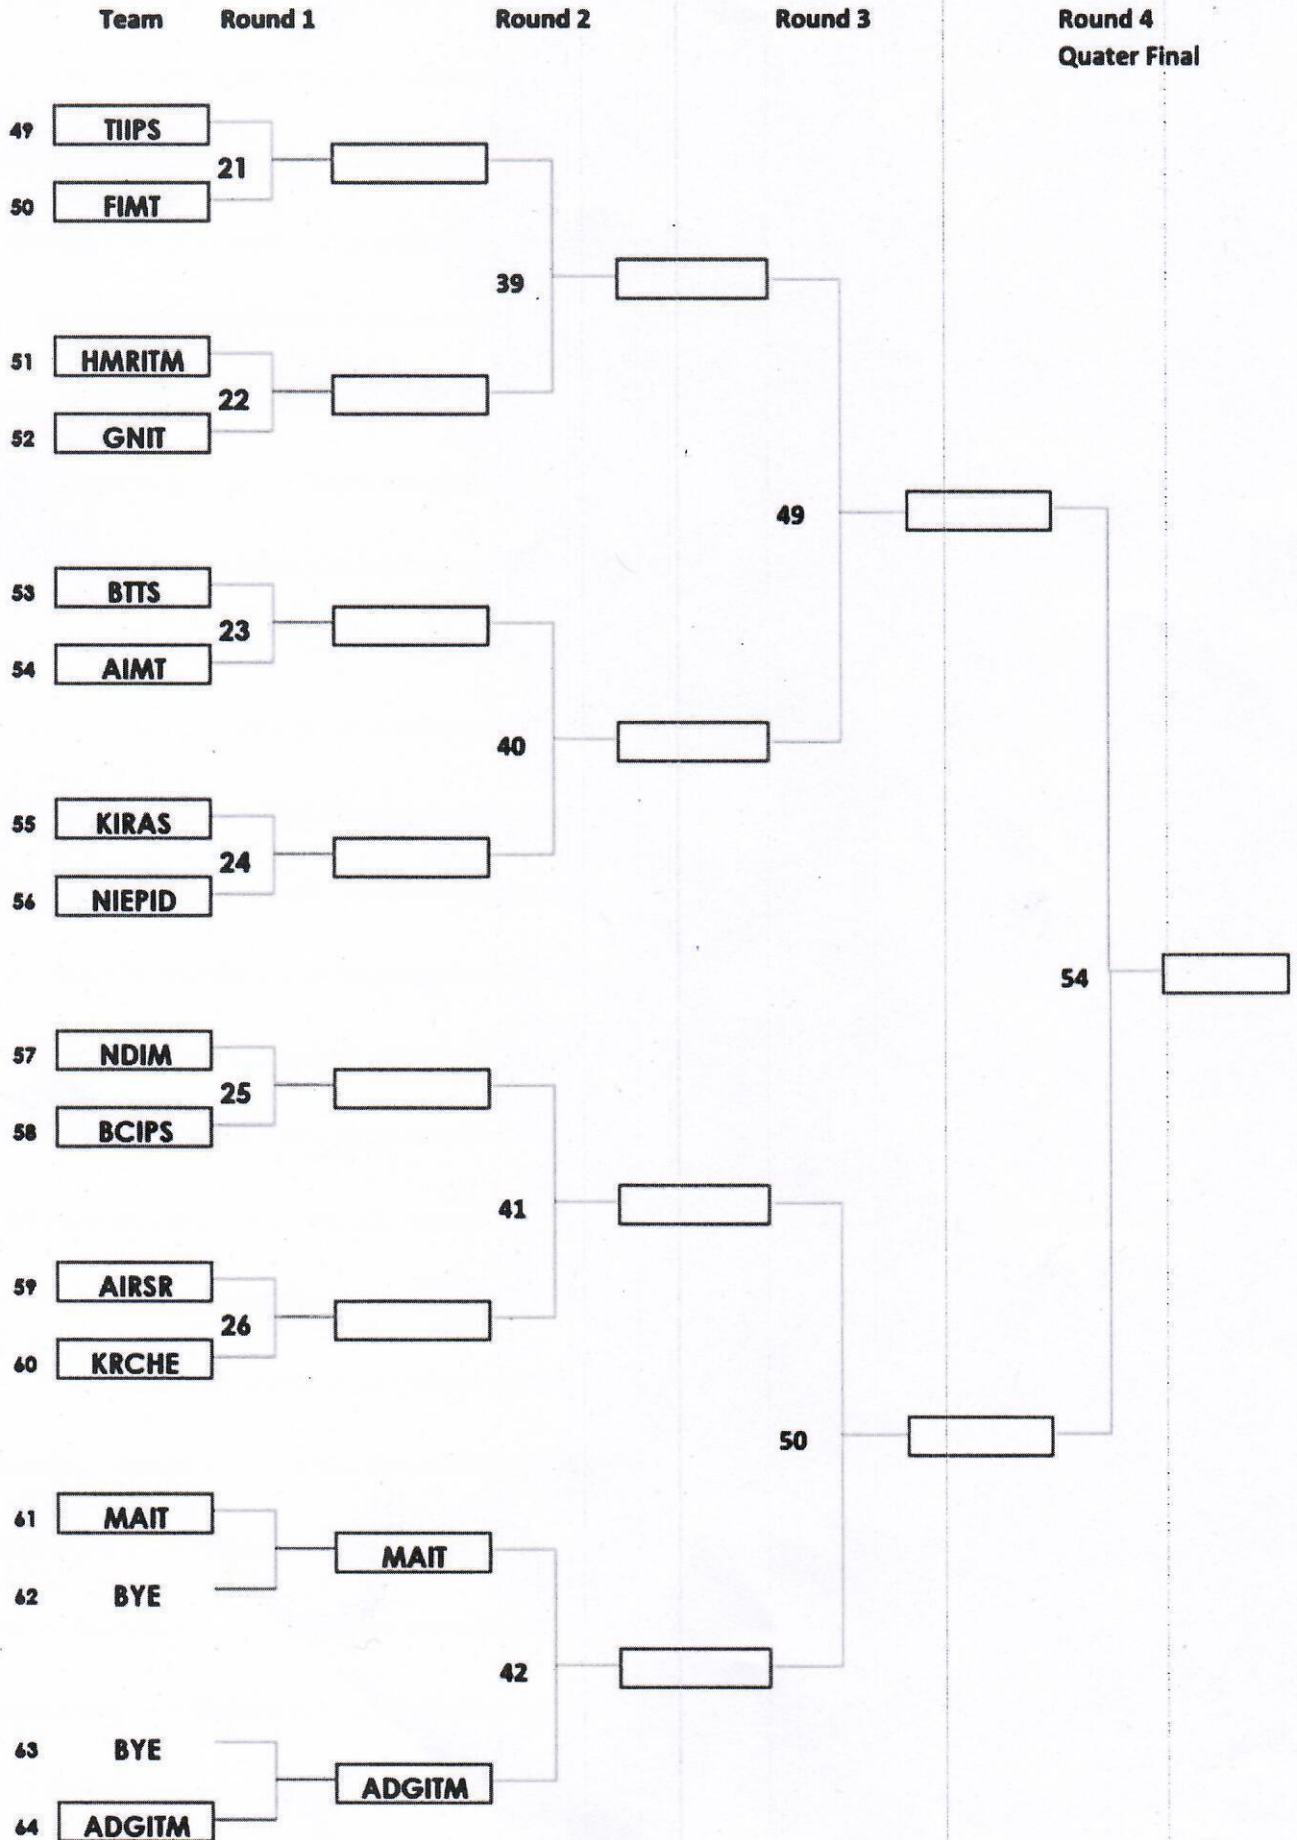 Team Round 1 Round 2 Round 3 Round 4
Quater Final
49 TIIPS
21
50 FIMT
39
51 HMRITM
22
52 GNIT
49
53 BTTS
23
54 AIMT
40
55 KIRAS
24
56 NIEPID
54
57 NDIM
25
58 BCIPS
41
59 AIRSR
26
60 KRCHE
50
61 MAIT
MAIT
62 BYE
42
63 BYE
ADGITM
64 ADGITM